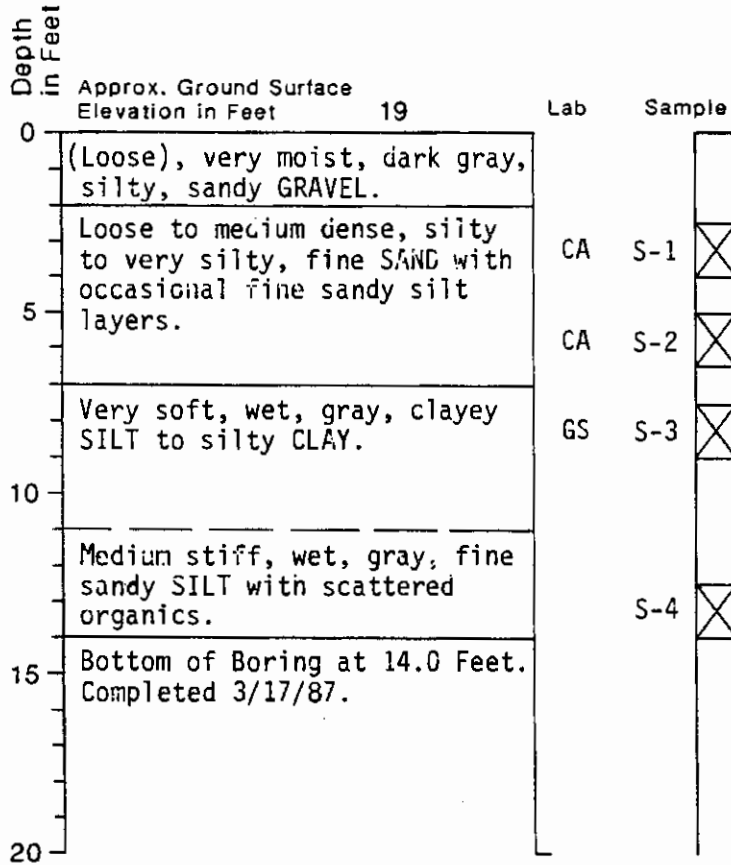 Depth
in Feet
Approx. Ground Surface
Elevation in Feet 19 Lab Sample
0
(Loose), very moist, dark gray,
silty, sandy GRAVEL.
Loose to medium dense, silty
to very silty, fine SAND with
occasional fine sandy silt
layers.
CA S-1
5
CA S-2
Very soft, wet, gray, clayey
SILT to silty CLAY.
GS S-3
10
Medium stiff, wet, gray, fine
sandy SILT with scattered
organics.
S-4
15
Bottom of Boring at 14.0 Feet.
Completed 3/17/87.
20